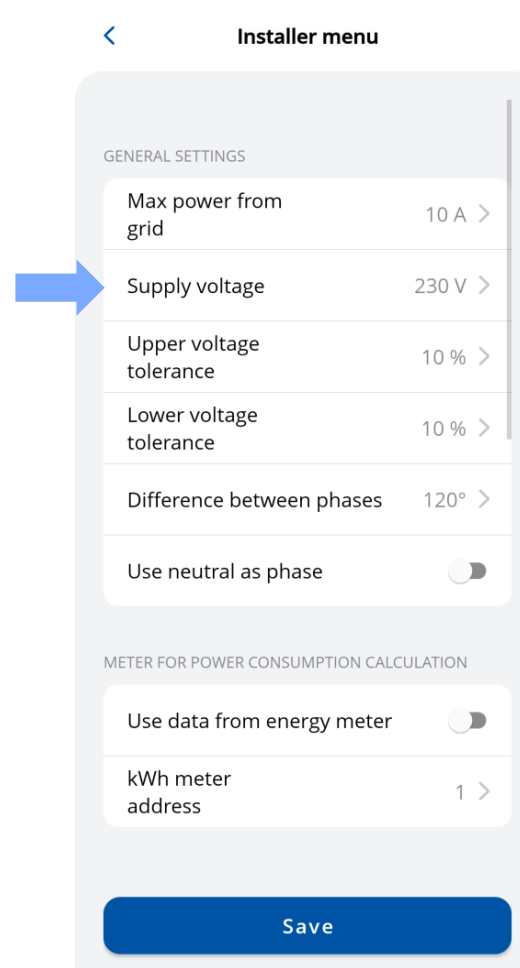 Installer menu
GENERAL SETTINGS
Max power from
grid
10 A
Supply voltage
230 V
Upper voltage
tolerance
10 %
Lower voltage
tolerance
10 %
Difference between phases
120°
Use neutral as phase
METER FOR POWER CONSUMPTION CALCULATION
Use data from energy meter
kWh meter
address
1
Save